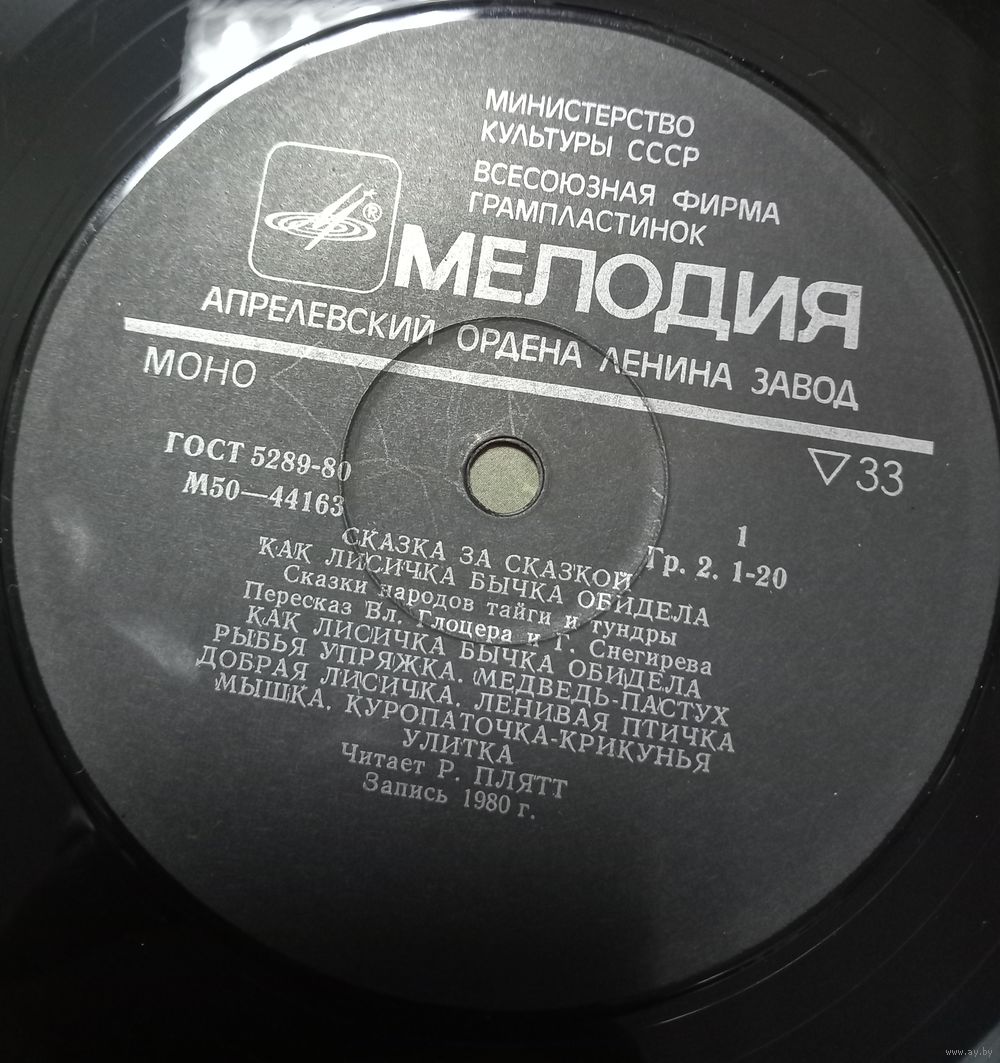 МИНИСТЕРСТВО
КУЛЬТУРЫ СССР
ВСЕСОЮЗНАЯ ФИРМА
ГРАМПЛАСТИНОК
®
МЕЛОДИЯ
АПРЕЛЕВСКИЙ ОРДЕНА ЛЕНИНА ЗАВОД
МОНО
33
ГОСТ 5289-80
М50—44163
1
Гр. 2. 1-20
СКАЗКА ЗА СКАЗКОЙ
КАК ЛИСИЧКА БЫЧКА ОБИДЕЛА
Сказки народов тайги и тундры
Пересказ Вл. Глоцера и Г. Снегирева
КАК ЛИСИЧКА БЫЧКА ОБИДЕЛА
РЫБЬЯ УПРЯЖКА. МЕДВЕДЬ-ПАСТУХ
ДОБРАЯ ЛИСИЧКА. ЛЕНИВАЯ ПТИЧКА
МЫШКА. КУРОПАТОЧКА-КРИКУНЬЯ
УЛИТКА
Читает Р. ПЛЯТТ
Запись 1980 г.
www.ay.by